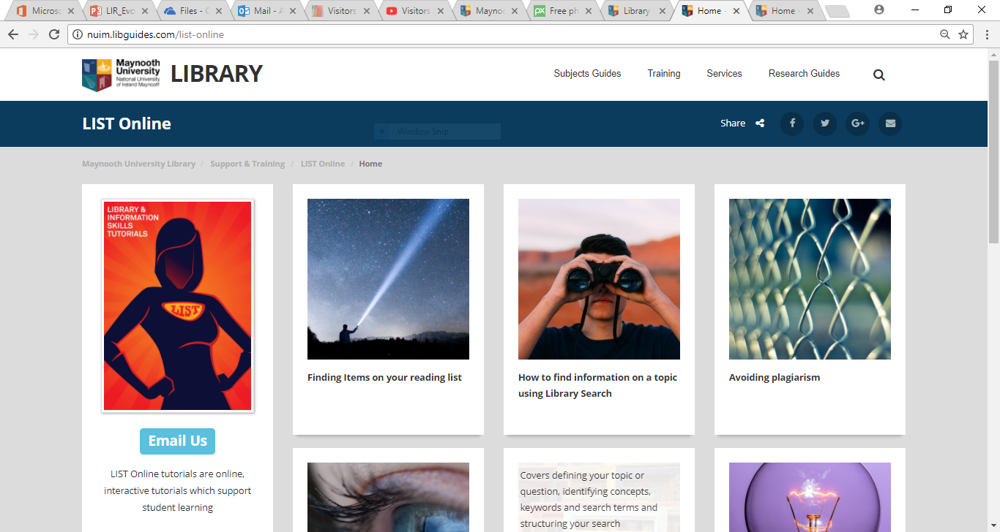 Micros
LIR_Evo
Files - 
Mail - 
Visitors
Visitors
Maynoo
Free ph
Library
Home -
Home -
nuim.libguides.com/list-online
Maynooth
University
National University
of Ireland Maynooth
LIBRARY
Subjects Guides
Training
Services
Research Guides
LIST Online
Window Snip
Share
G+
Maynooth University Library / Support & Training / LIST Online / Home
LIBRARY &
INFORMATION
SKILLS
TUTORIALS
LIST
Email Us
LIST Online tutorials are online,
interactive tutorials which support
student learning
Finding Items on your reading list
How to find information on a topic
using Library Search
Avoiding plagiarism
Covers defining your topic or
question, identifying concepts,
keywords and search terms and
structuring your search